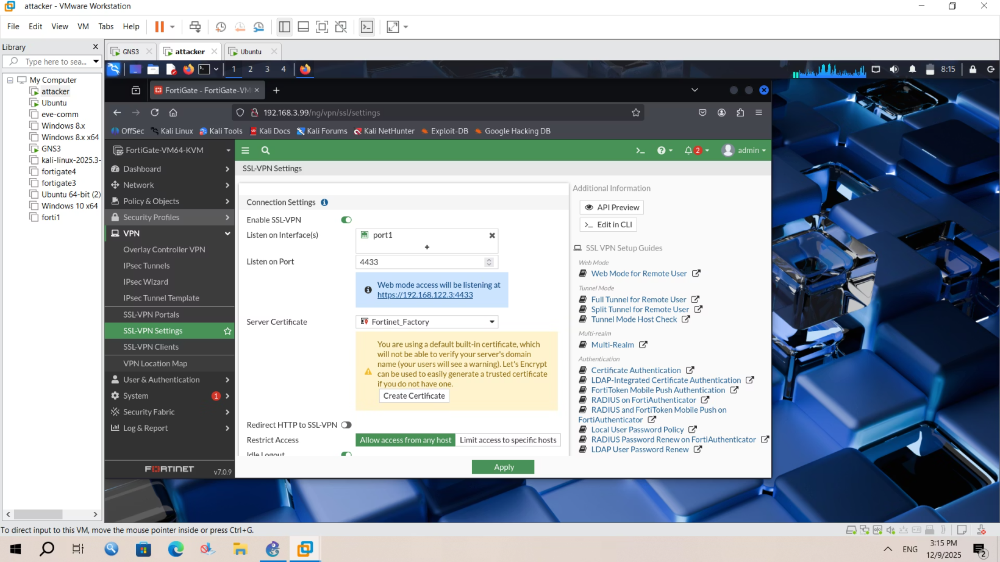 attacker - VMware Workstation
File Edit View VM Tabs Help
Library
Type here to sea...
My Computer
attacker
Ubuntu
eve-comm
Windows 8.x
Windows 8.x x64
GNS3
kali-linux-2025.3-
fortigate4
fortigate3
Ubuntu 64-bit (2)
Windows 10 x64
forti1
GNS3 attacker Ubuntu
1 2 3 4 8:15
FortiGate - FortiGate-VM
192.168.3.99/ng/vpn/ssl/settings
OffSec Kali Linux Kali Tools Kali Docs Kali Forums Kali NetHunter Exploit-DB Google Hacking DB
FortiGate-VM64-KVM
2 admin
Dashboard
Network
Policy & Objects
Security Profiles
VPN
Overlay Controller VPN
IPsec Tunnels
IPsec Wizard
IPsec Tunnel Template
SSL-VPN Portals
SSL-VPN Settings
SSL-VPN Clients
VPN Location Map
User & Authentication
System 1
Security Fabric
Log & Report
FORTINET v7.0.9
SSL-VPN Settings
Connection Settings
Enable SSL-VPN
Listen on Interface(s) port1
+
Listen on Port 4433
Web mode access will be listening at
https://192.168.122.3:4433
Server Certificate Fortinet_Factory
You are using a default built-in certificate, which
will not be able to verify your server's domain
name (your users will see a warning). Let's Encrypt
can be used to easily generate a trusted certificate
if you do not have one.
Create Certificate
Redirect HTTP to SSL-VPN
Restrict Access Allow access from any host Limit access to specific hosts
Idle Logout
Apply
Additional Information
API Preview
>_ Edit in CLI
SSL VPN Setup Guides
Web Mode
Web Mode for Remote User
Tunnel Mode
Full Tunnel for Remote User
Split Tunnel for Remote User
Tunnel Mode Host Check
Multi-realm
Multi-Realm
Authentication
Certificate Authentication
LDAP-Integrated Certificate Authentication
FortiToken Mobile Push Authentication
RADIUS on FortiAuthenticator
RADIUS and FortiToken Mobile Push on
FortiAuthenticator
Local User Password Policy
RADIUS Password Renew on FortiAuthenticator
LDAP User Password Renew
To direct input to this VM, move the mouse pointer inside or press Ctrl+G.
ENG
3:15 PM
12/9/2025
2